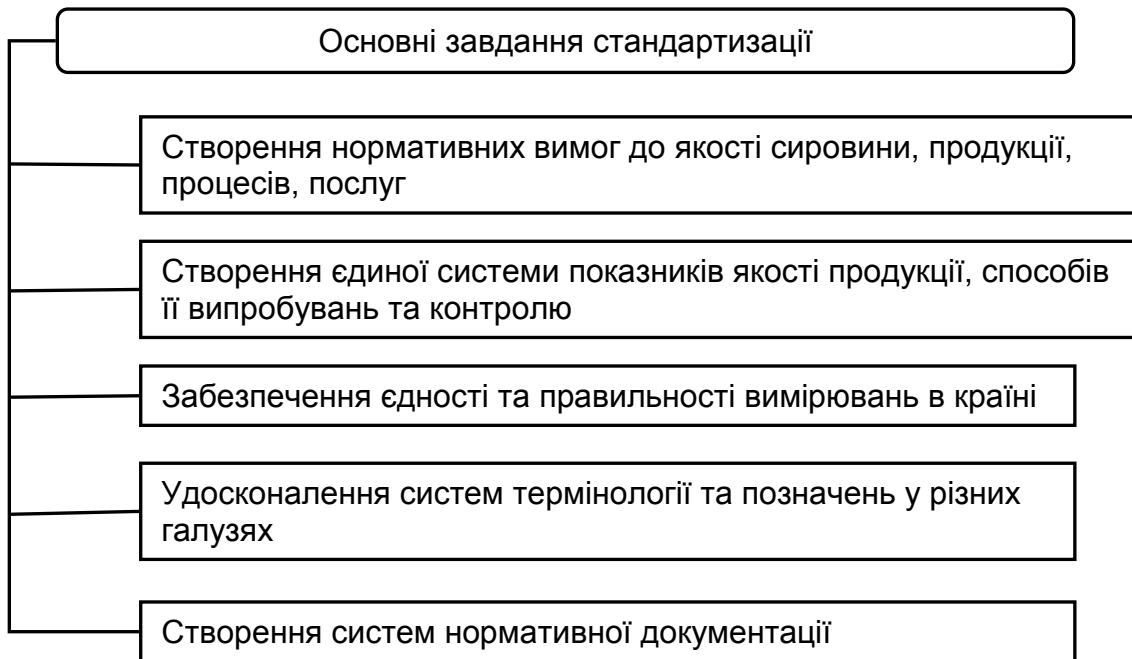 Основні завдання стандартизації
Створення нормативних вимог до якості сировини, продукції,
процесів, послуг
Створення єдиної системи показників якості продукції, способів
її випробувань та контролю
Забезпечення єдності та правильності вимірювань в країні
Удосконалення систем термінології та позначень у різних
галузях
Створення систем нормативної документації